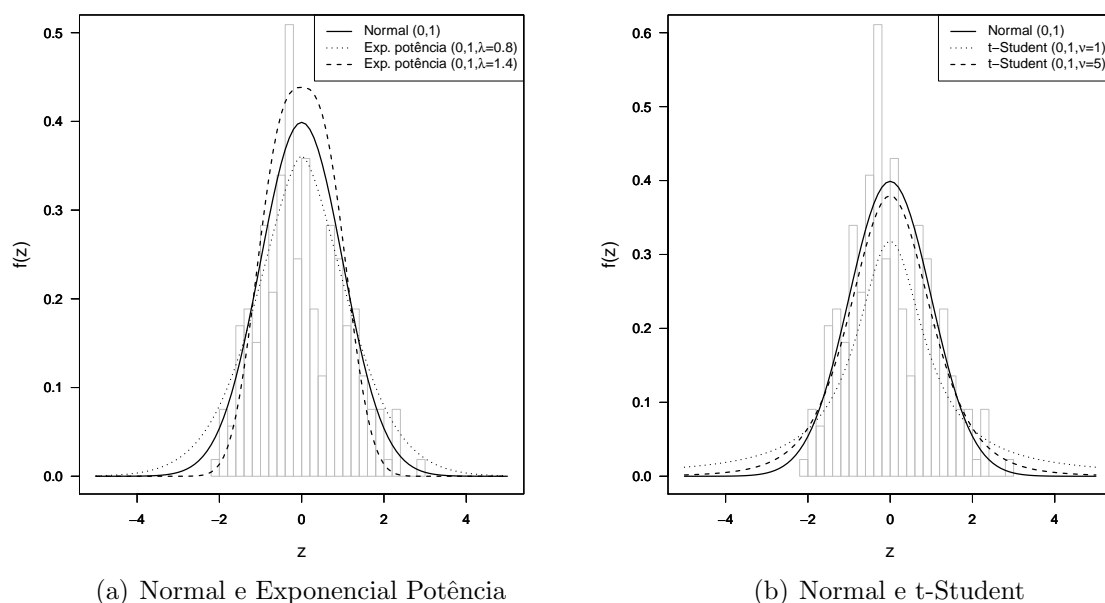 Normal (0,1)
Exp. potência (0,1,λ=0.8)
Exp. potência (0,1,λ=1.4)
0.5
0.4
0.3
0.2
0.1
0.0
f(z)
−4
−2
0
2
4
z
(a) Normal e Exponencial Potência
Normal (0,1)
t−Student (0,1,ν=1)
t−Student (0,1,ν=5)
0.6
0.5
0.4
0.3
0.2
0.1
0.0
f(z)
−4
−2
0
2
4
z
(b) Normal e t-Student